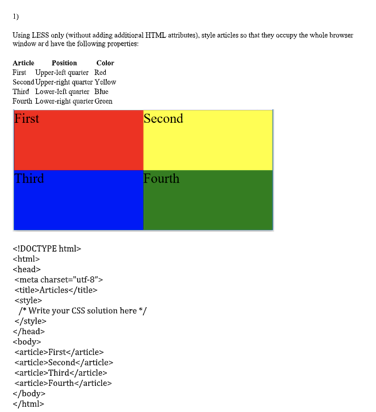 1)
Using LESS only (without adding additional HTML attributes), style articles so that they occupy the whole browser
window and have the following properties:
Article Position Color
First Upper-left quarter Red
Second Upper-right quarter Yellow
Third Lower-left quarter Blue
Fourth Lower-right quarter Green
First Second
Third Fourth
<!DOCTYPE html>
<html>
<head>
<meta charset="utf-8">
<title>Articles</title>
<style>
/* Write your CSS solution here */
</style>
</head>
<body>
<article>First</article>
<article>Second</article>
<article>Third</article>
<article>Fourth</article>
</body>
</html>